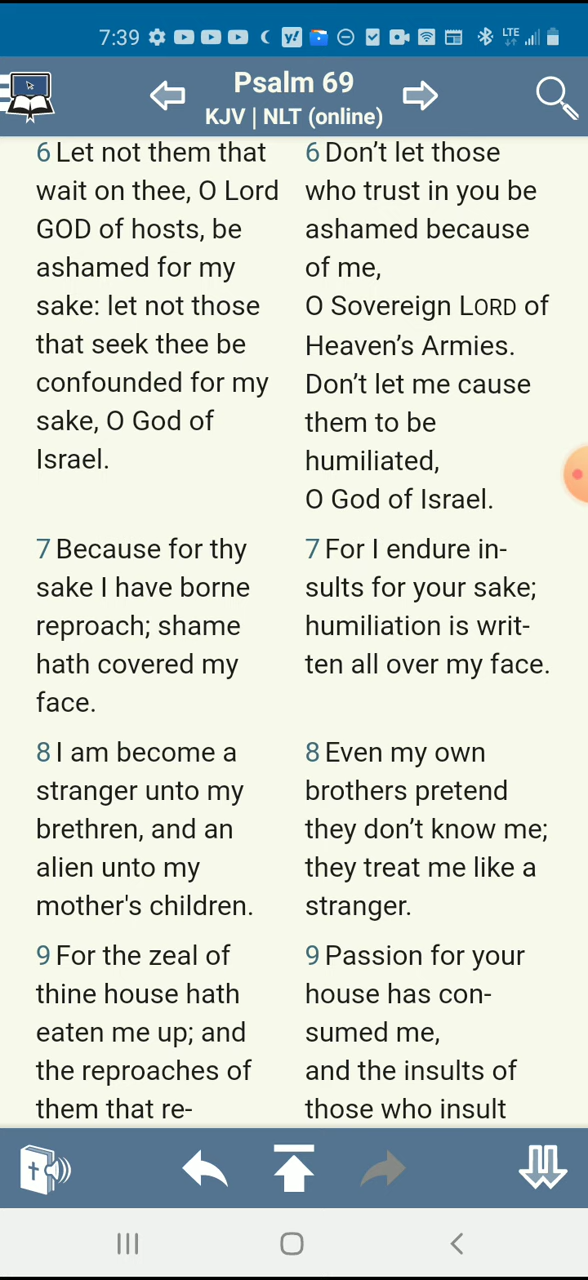 7:39
LTE
Psalm 69
KJV | NLT (online)
6 Let not them that
wait on thee, O Lord
GOD of hosts, be
ashamed for my
sake: let not those
that seek thee be
confounded for my
sake, O God of
Israel.
6 Don’t let those
who trust in you be
ashamed because
of me,
O Sovereign LORD of
Heaven’s Armies.
Don’t let me cause
them to be
humiliated,
O God of Israel.
7 Because for thy
sake I have borne
reproach; shame
hath covered my
face.
7 For I endure in-
sults for your sake;
humiliation is writ-
ten all over my face.
8 I am become a
stranger unto my
brethren, and an
alien unto my
mother's children.
8 Even my own
brothers pretend
they don’t know me;
they treat me like a
stranger.
9 For the zeal of
thine house hath
eaten me up; and
the reproaches of
them that re-
9 Passion for your
house has con-
sumed me,
and the insults of
those who insult